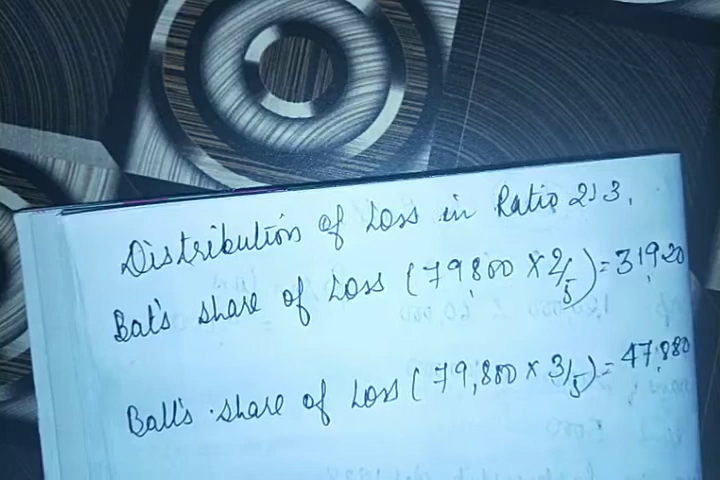 Distribution of Loss in Ratio 2:3.
Bat's share of Loss (79,800 x 2/5) = 31,920
Ball's share of Loss (79,800 x 3/5) = 47,880